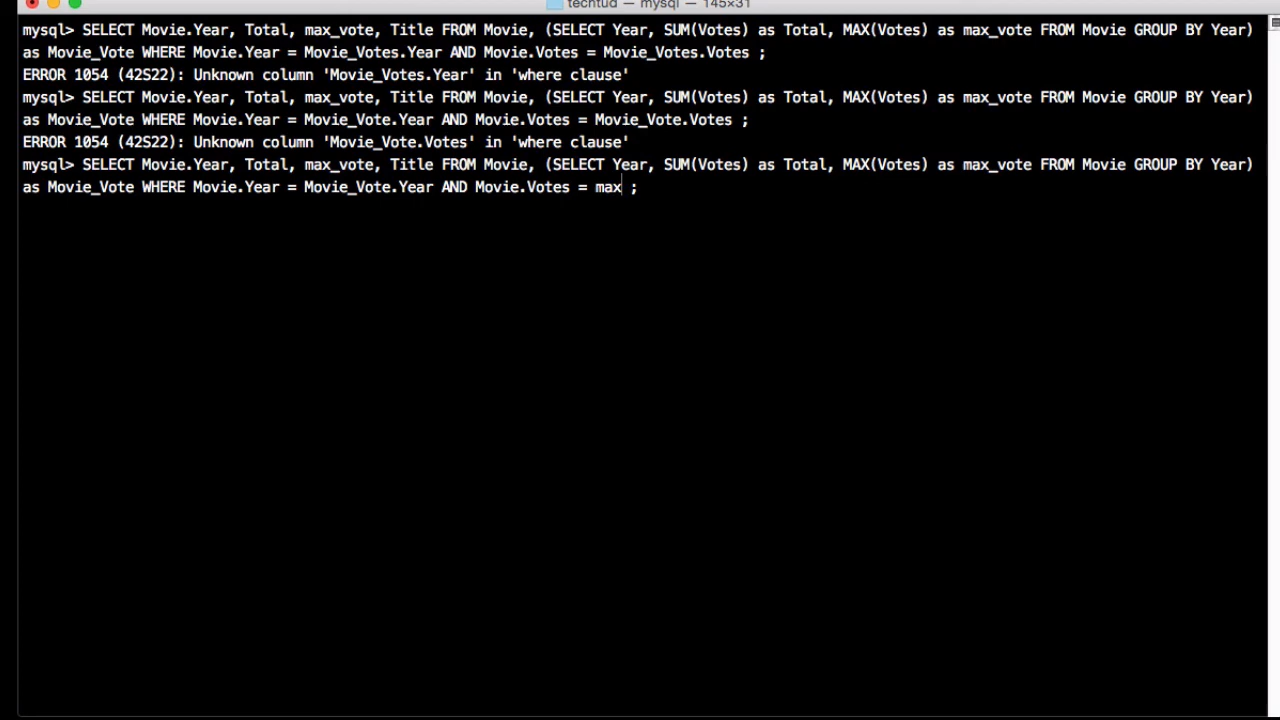 techtud — mysql — 145×31
mysql> SELECT Movie.Year, Total, max_vote, Title FROM Movie, (SELECT Year, SUM(Votes) as Total, MAX(Votes) as max_vote FROM Movie GROUP BY Year)
as Movie_Vote WHERE Movie.Year = Movie_Votes.Year AND Movie.Votes = Movie_Votes.Votes ;
ERROR 1054 (42S22): Unknown column 'Movie_Votes.Year' in 'where clause'
mysql> SELECT Movie.Year, Total, max_vote, Title FROM Movie, (SELECT Year, SUM(Votes) as Total, MAX(Votes) as max_vote FROM Movie GROUP BY Year)
as Movie_Vote WHERE Movie.Year = Movie_Vote.Year AND Movie.Votes = Movie_Vote.Votes ;
ERROR 1054 (42S22): Unknown column 'Movie_Vote.Votes' in 'where clause'
mysql> SELECT Movie.Year, Total, max_vote, Title FROM Movie, (SELECT Year, SUM(Votes) as Total, MAX(Votes) as max_vote FROM Movie GROUP BY Year)
as Movie_Vote WHERE Movie.Year = Movie_Vote.Year AND Movie.Votes = max ;